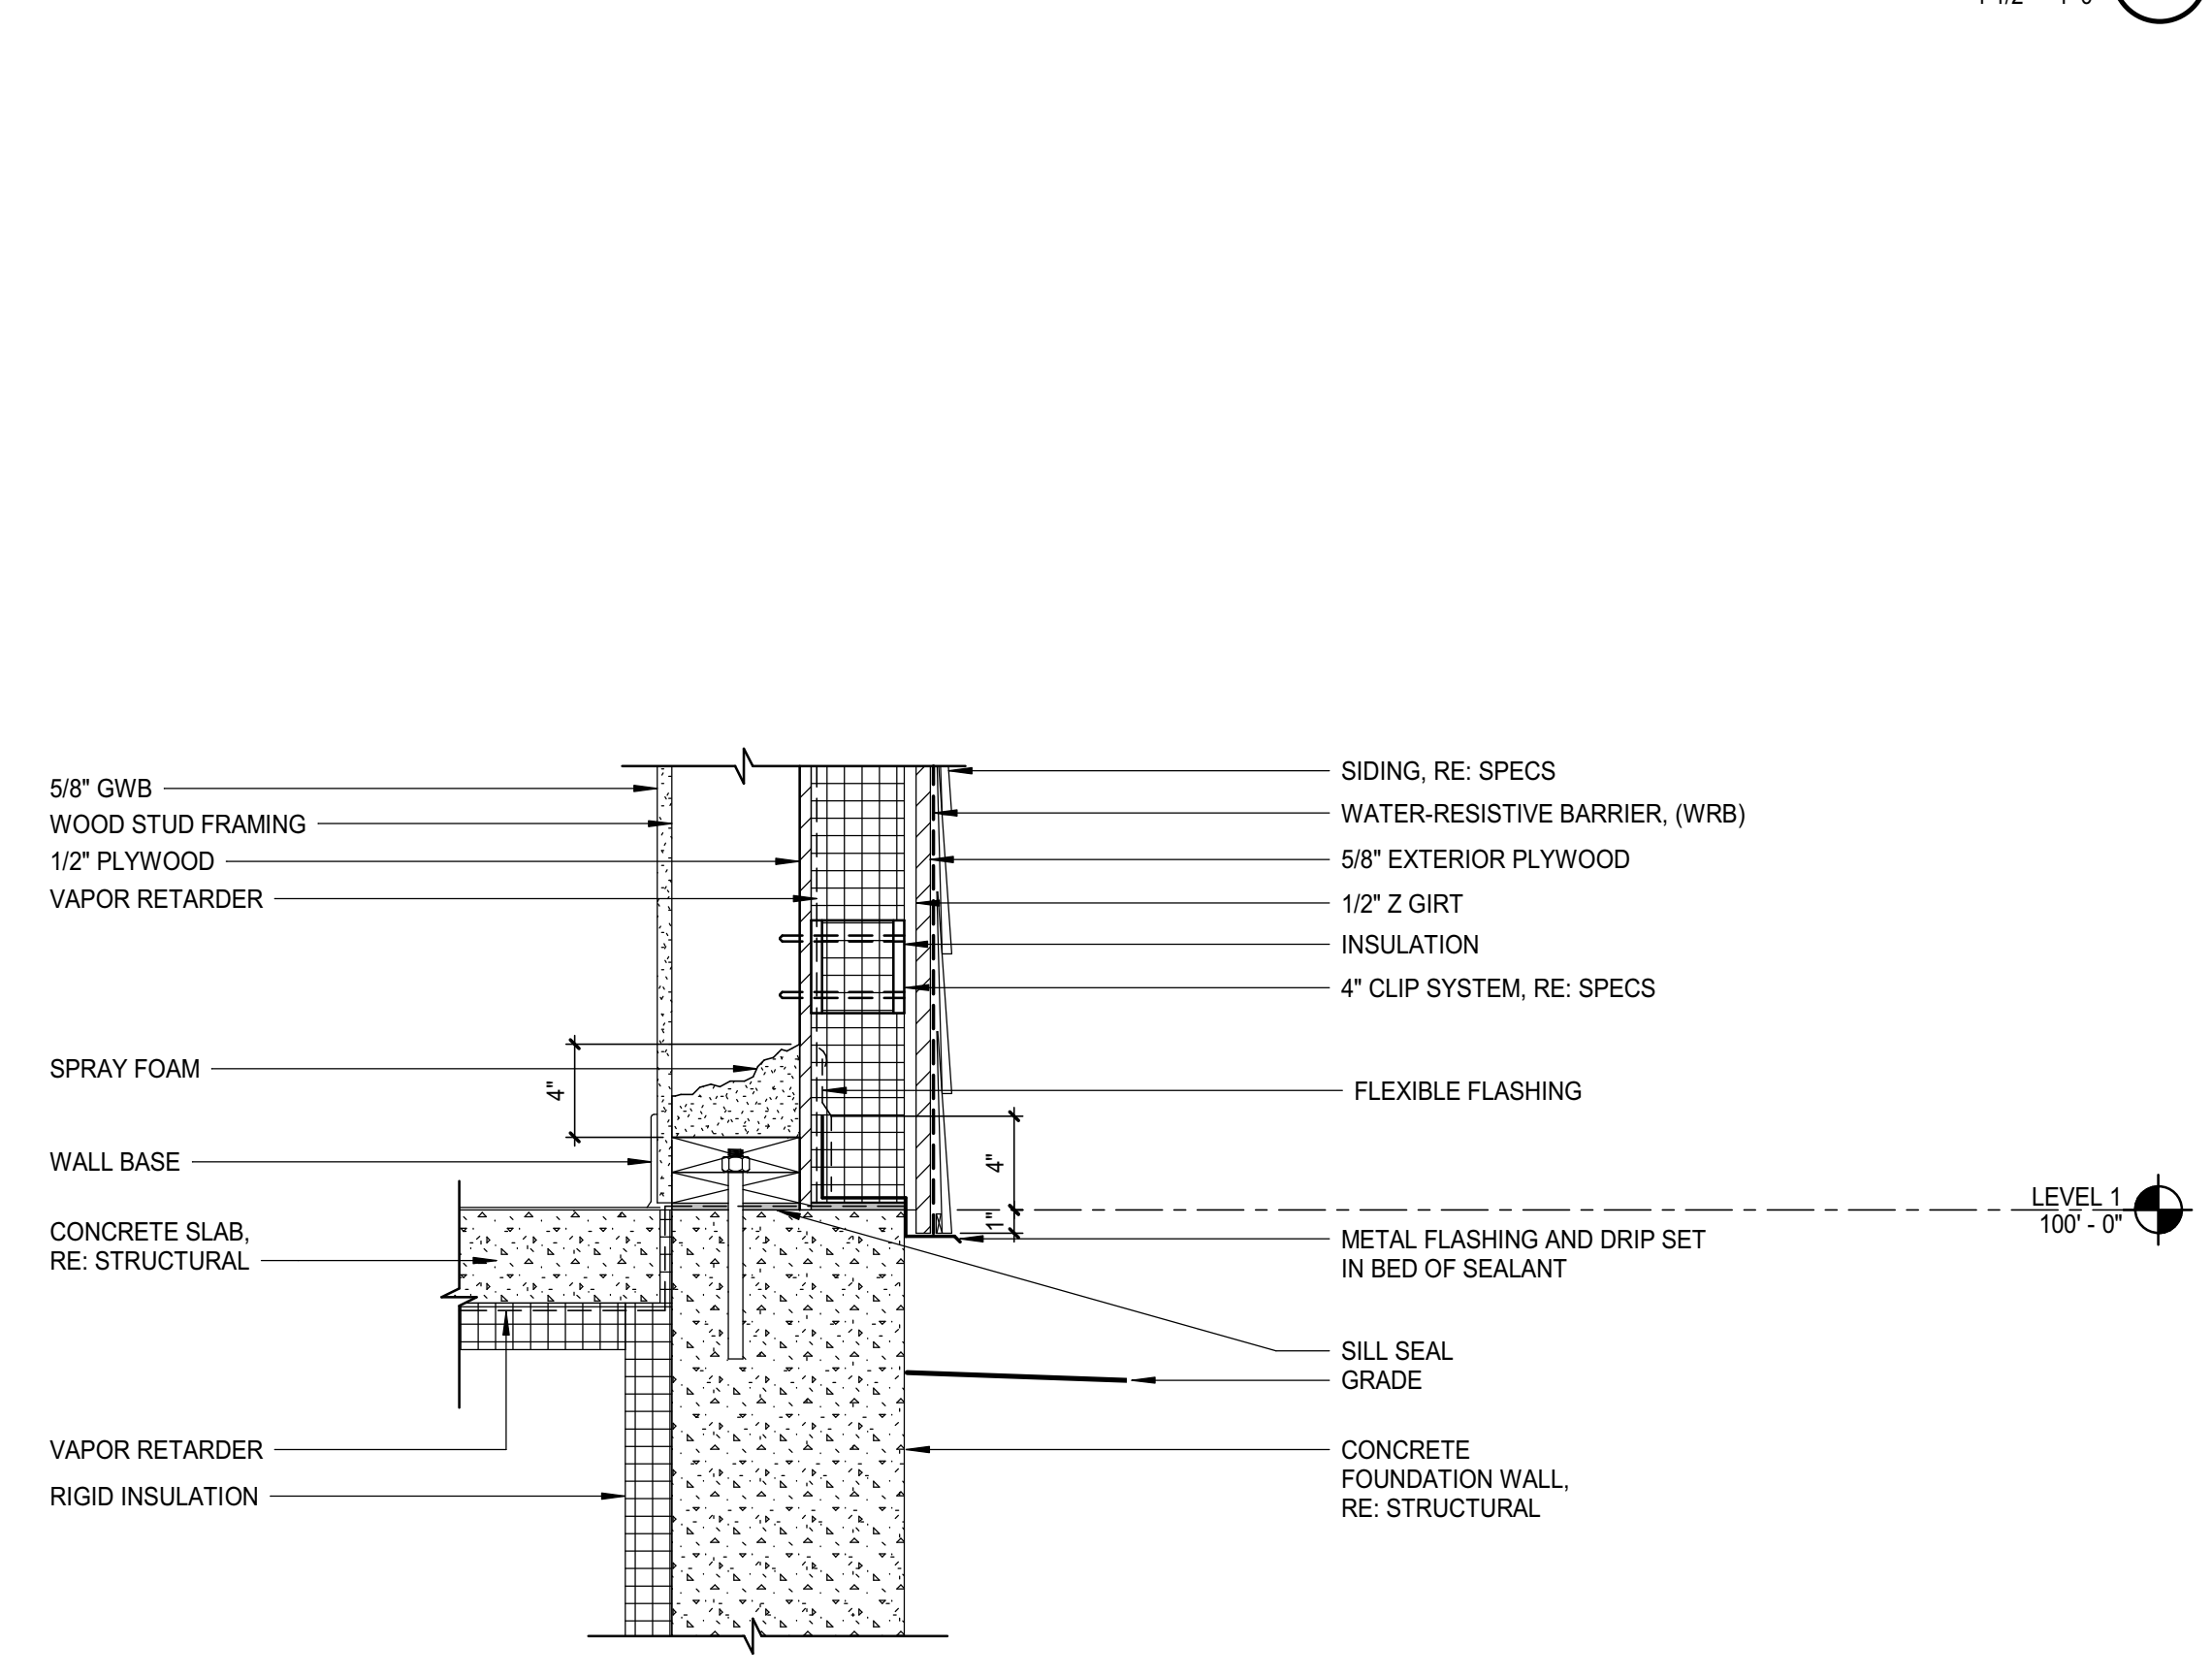 5/8" GWB
WOOD STUD FRAMING
1/2" PLYWOOD
VAPOR RETARDER
SPRAY FOAM
4"
WALL BASE
CONCRETE SLAB,
RE: STRUCTURAL
VAPOR RETARDER
RIGID INSULATION
SIDING, RE: SPECS
WATER-RESISTIVE BARRIER, (WRB)
5/8" EXTERIOR PLYWOOD
1/2" Z GIRT
INSULATION
4" CLIP SYSTEM, RE: SPECS
FLEXIBLE FLASHING
4"
1"
LEVEL 1
100' - 0"
METAL FLASHING AND DRIP SET
IN BED OF SEALANT
SILL SEAL
GRADE
CONCRETE
FOUNDATION WALL,
RE: STRUCTURAL